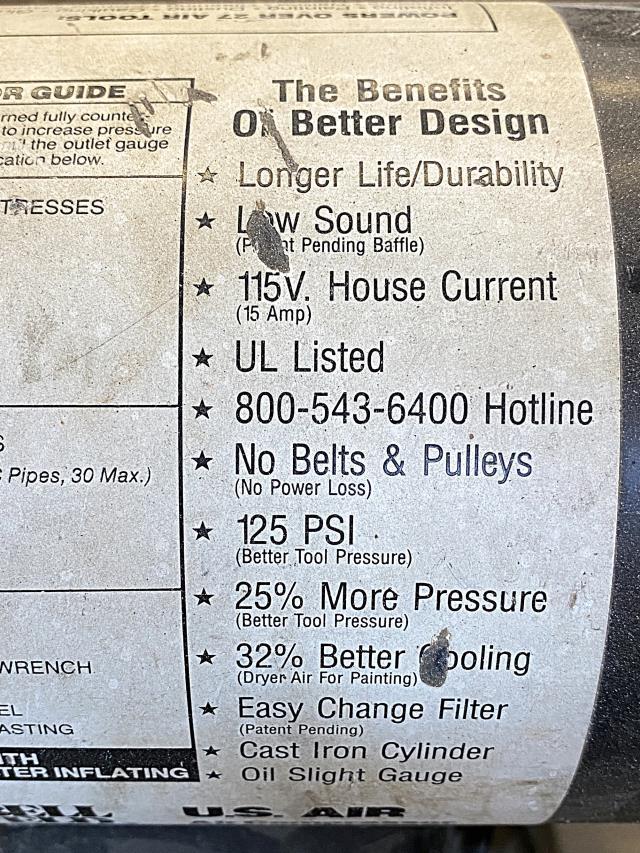 POWERS OVER 27 AIR TOOLS:
OR GUIDE
rned fully counter
to increase pressure
the outlet gauge
cation below.
TRESSES
S
Pipes, 30 Max.)
WRENCH
EL
ASTING
ITH
TER INFLATING
The Benefits
Of Better Design
★ Longer Life/Durability
★ Low Sound
(Patent Pending Baffle)
★ 115V. House Current
(15 Amp)
★ UL Listed
★ 800-543-6400 Hotline
★ No Belts & Pulleys
(No Power Loss)
★ 125 PSI
(Better Tool Pressure)
★ 25% More Pressure
(Better Tool Pressure)
★ 32% Better Cooling
(Dryer Air For Painting)
★ Easy Change Filter
(Patent Pending)
★ Cast Iron Cylinder
★ Oil Slight Gauge
ELL U.S. AIR